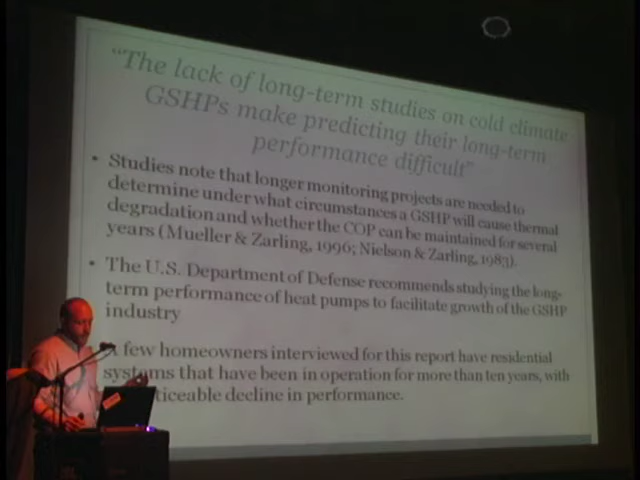 "The lack of long-term studies on cold climate
GSHPs make predicting their long-term
performance difficult"
• Studies note that longer monitoring projects are needed to
determine under what circumstances a GSHP will cause thermal
degradation and whether the COP can be maintained for several
years (Mueller & Zarling, 1996; Nielson & Zarling, 1983).
• The U.S. Department of Defense recommends studying the long-
term performance of heat pumps to facilitate growth of the GSHP
industry
few homeowners interviewed for this report have residential
systems that have been in operation for more than ten years, with
ticeable decline in performance.